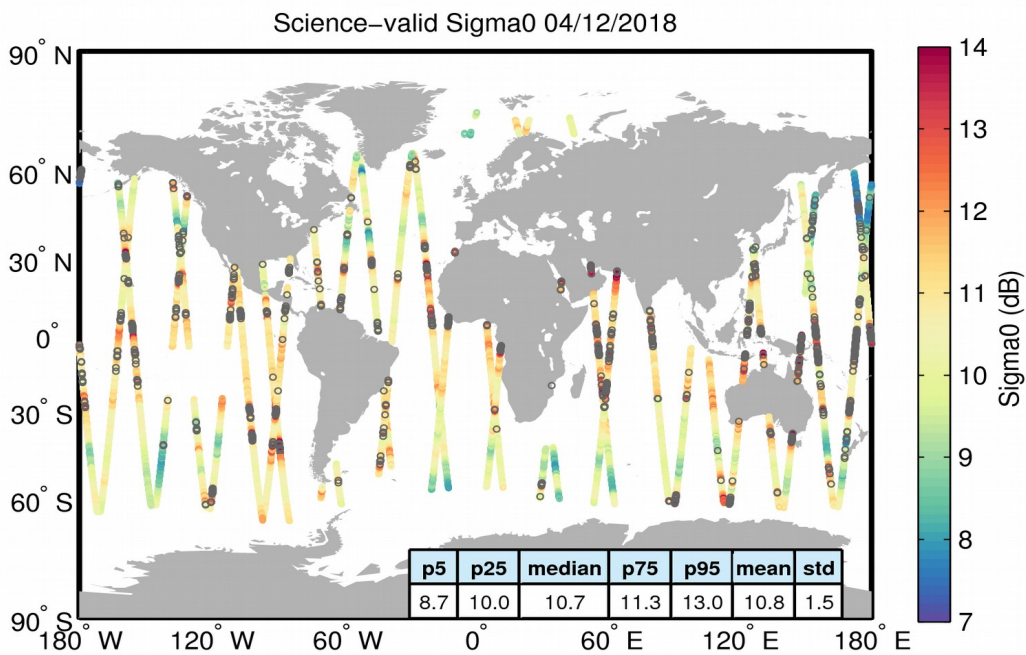 Science−valid Sigma0 04/12/2018
90° N
60° N
30° N
0°
30° S
60° S
90° S
180° W
120° W
60° W
0°
60° E
120° E
180° E
p5 p25 median p75 p95 mean std
8.7 10.0 10.7 11.3 13.0 10.8 1.5
14
13
12
11
10
9
8
7
Sigma0 (dB)